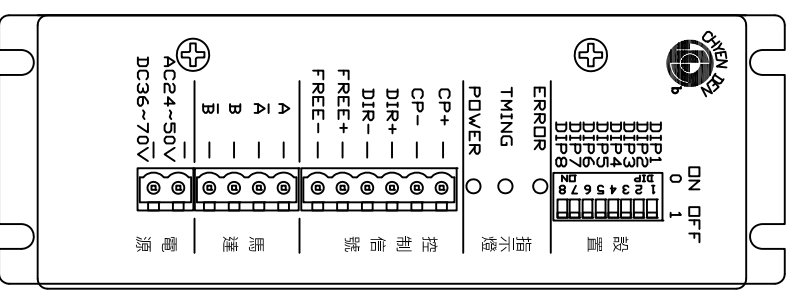 CHYEN DEN
DC36~70V
AC24~50V
B̅
B
A̅
A
FREE-
FREE+
DIR-
DIR+
CP-
CP+
POWER
TMING
ERROR
DIP8
DIP7
DIP6
DIP5
DIP4
DIP3
DIP2
DIP1
ON DIP
1 2 3 4 5 6 7 8
0 ON
1 OFF
電源
馬達
控制信號
指示燈
設置